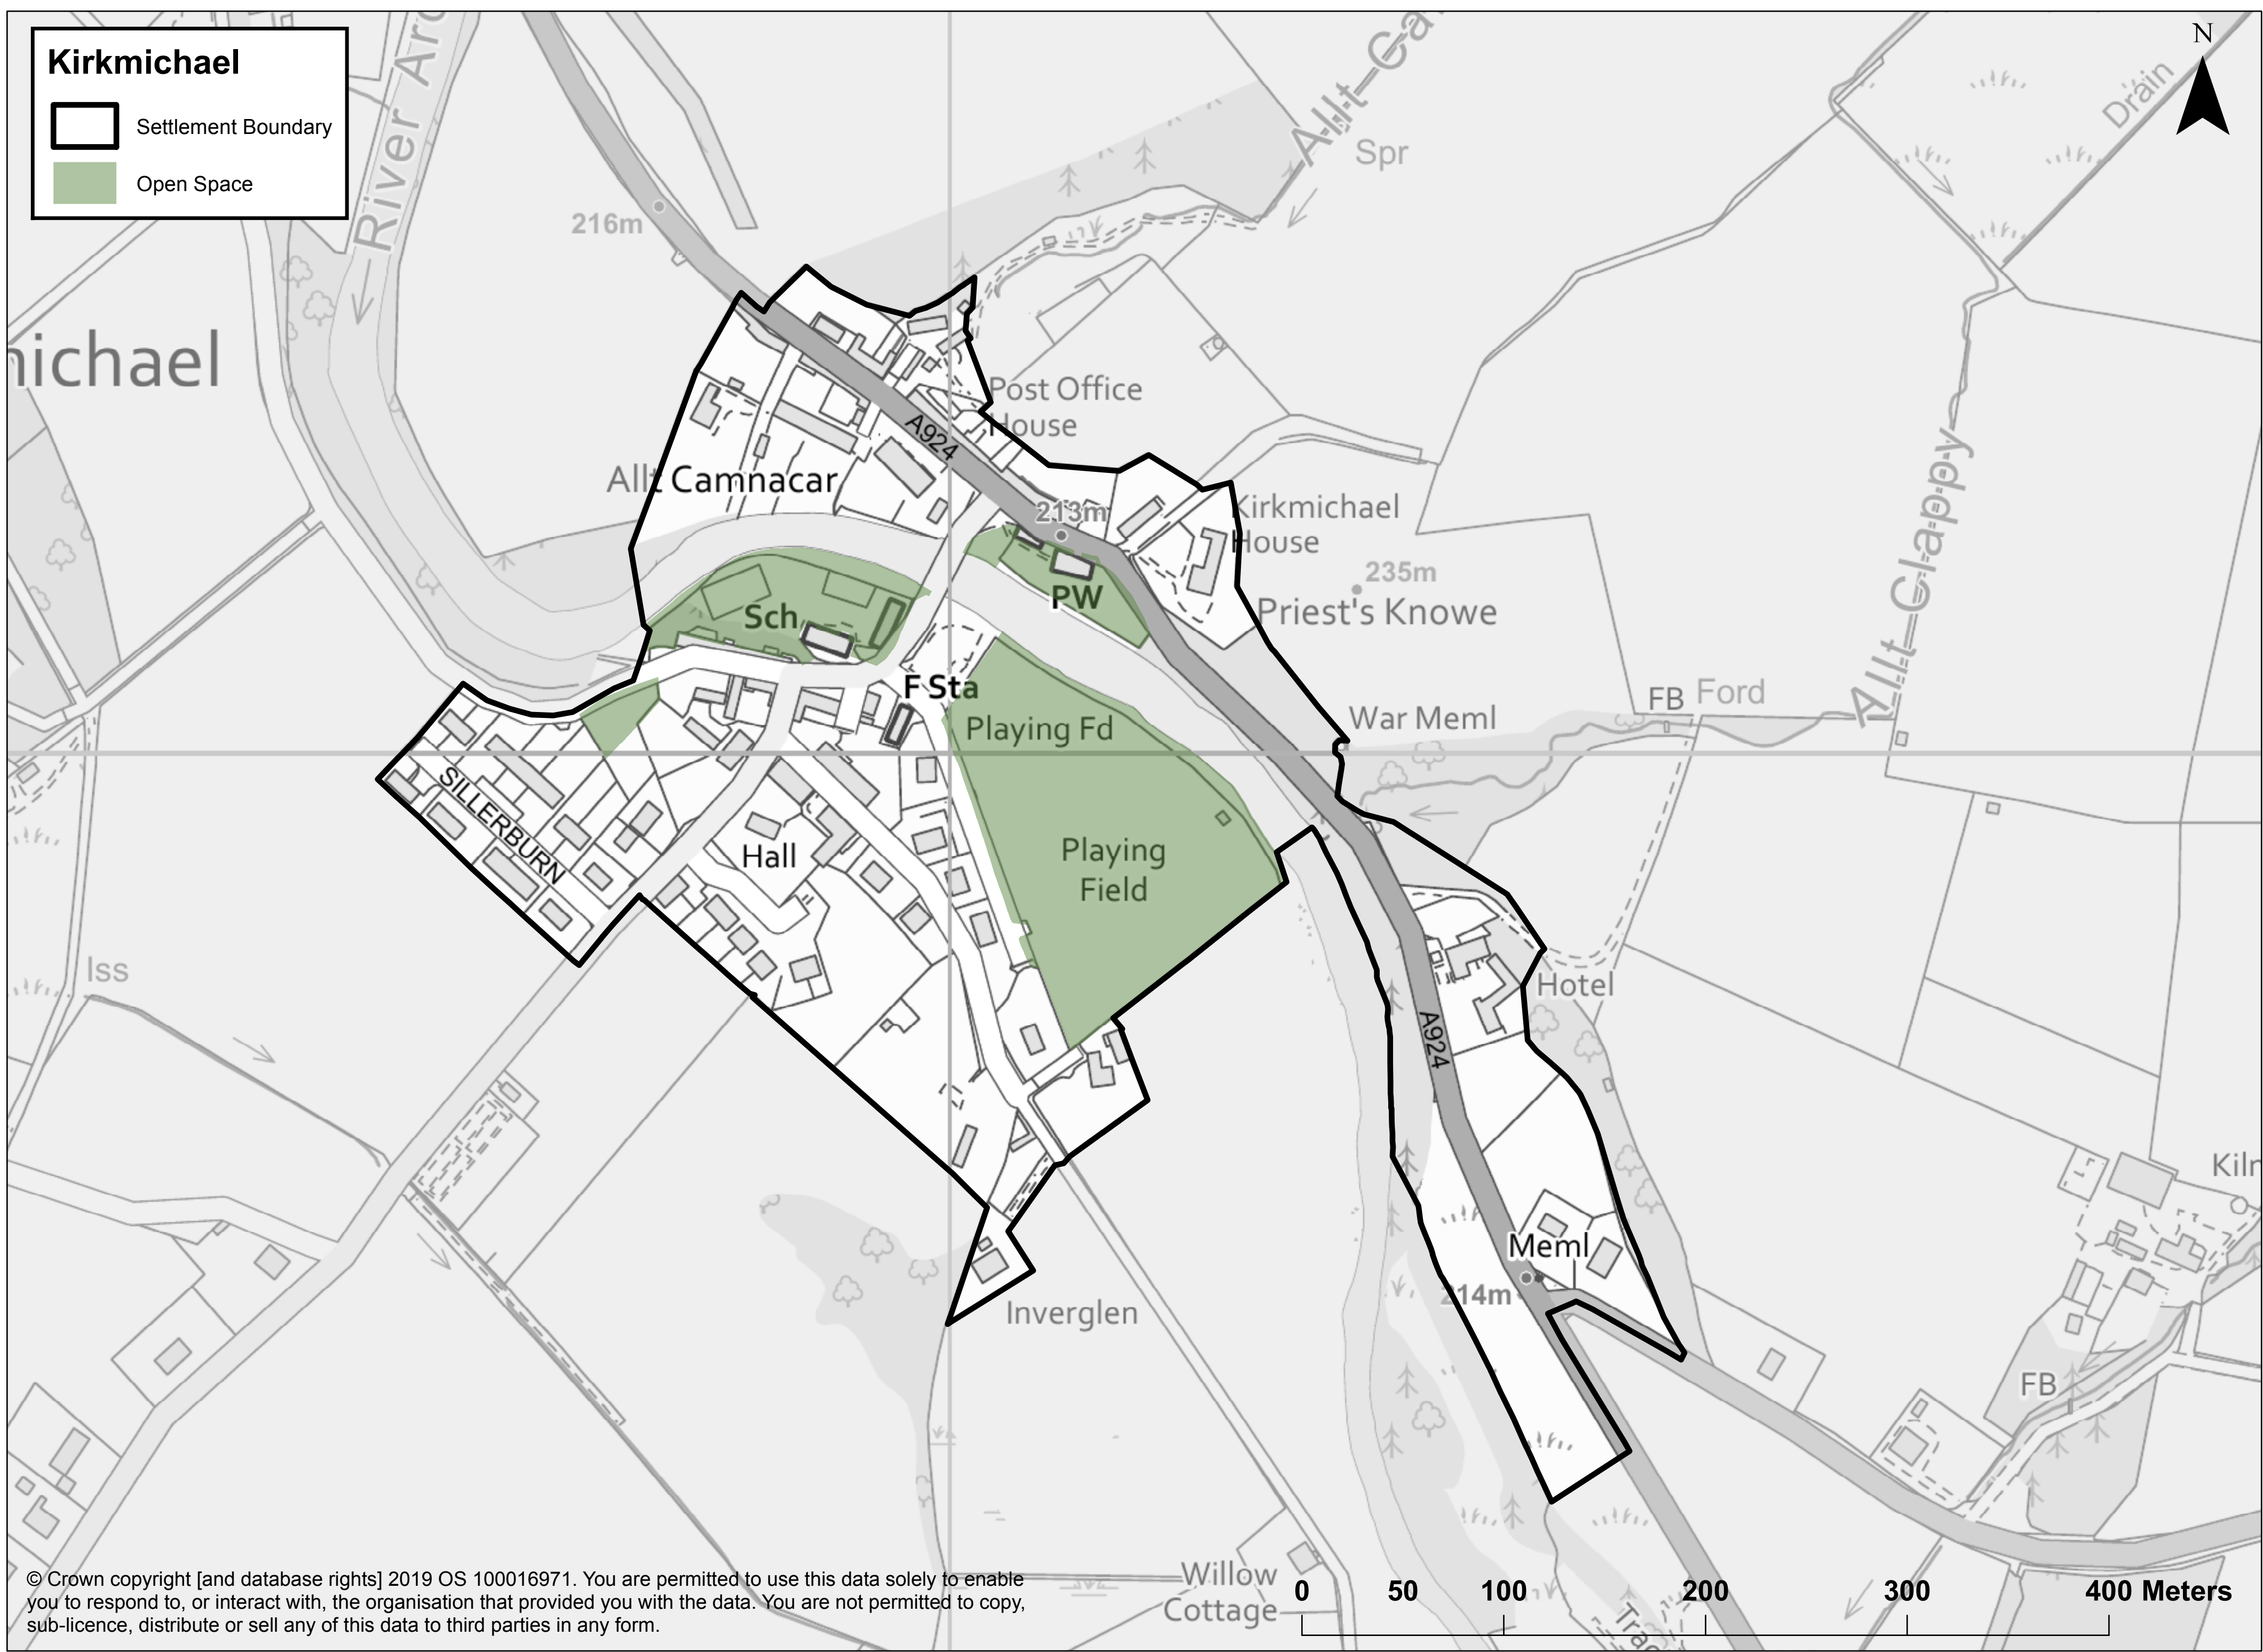 Kirkmichael
Settlement Boundary
Open Space
N
River
Allt
Spr
Drain
216m
Post Office
House
A924
Allt Camnacar
213m
Kirkmichael
House
235m
Priest's Knowe
PW
Sch
F Sta
Playing Fd
War Meml
FB
Ford
Allt Clappy
SILLERBURN
Hall
Playing
Field
Iss
Hotel
A924
Meml
214m
Inverglen
FB
Willow
Cottage
© Crown copyright [and database rights] 2019 OS 100016971. You are permitted to use this data solely to enable
you to respond to, or interact with, the organisation that provided you with the data. You are not permitted to copy,
sub-licence, distribute or sell any of this data to third parties in any form.
0 50 100 200 300 400 Meters